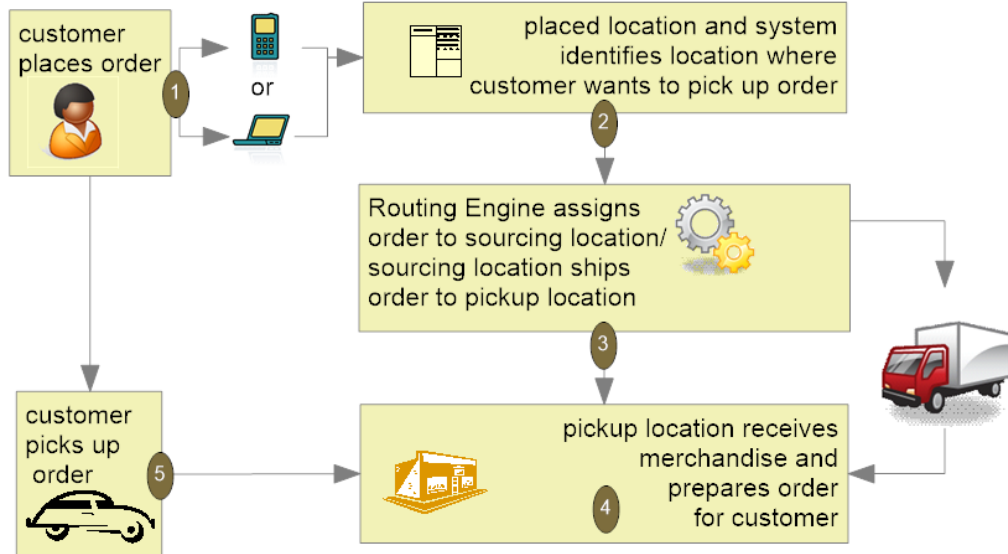 customer
places order
1
or
placed location and system
identifies location where
customer wants to pick up order
2
Routing Engine assigns
order to sourcing location/
sourcing location ships
order to pickup location
3
pickup location receives
merchandise and
prepares order
for customer
4
customer
picks up
order
5